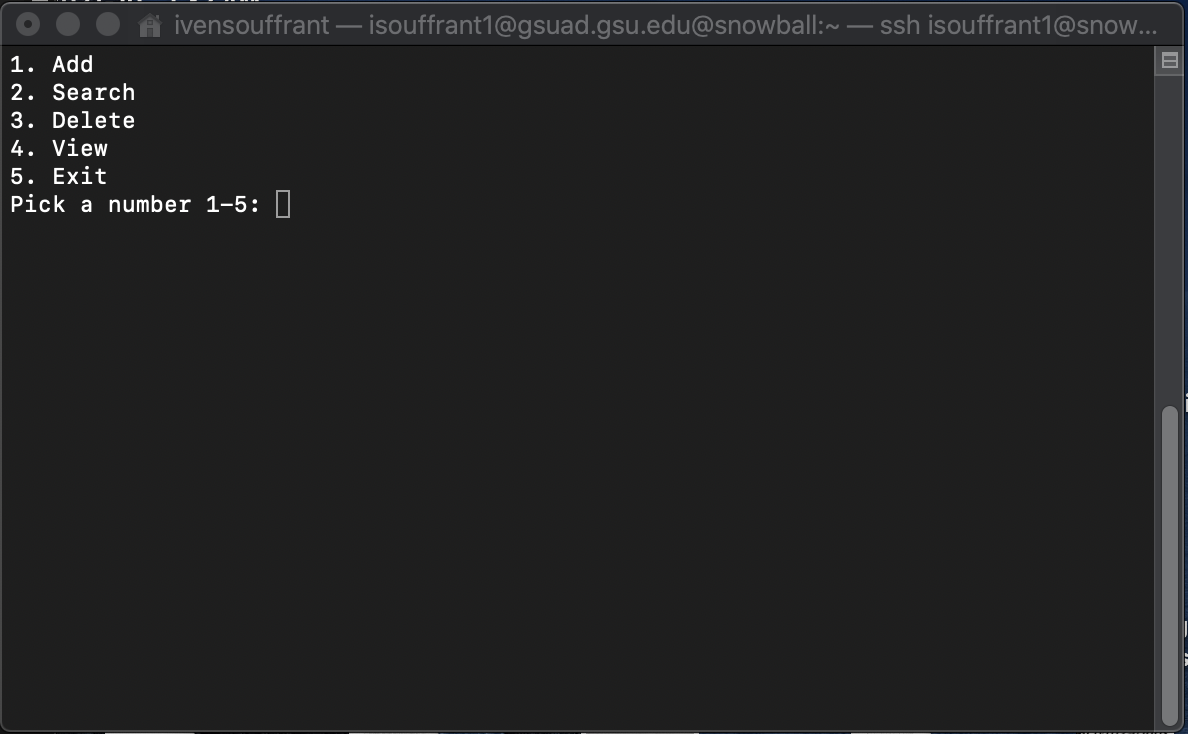 ivensouffrant — isouffrant1@gsuad.gsu.edu@snowball:~ — ssh isouffrant1@snow...
1. Add
2. Search
3. Delete
4. View
5. Exit
Pick a number 1-5: